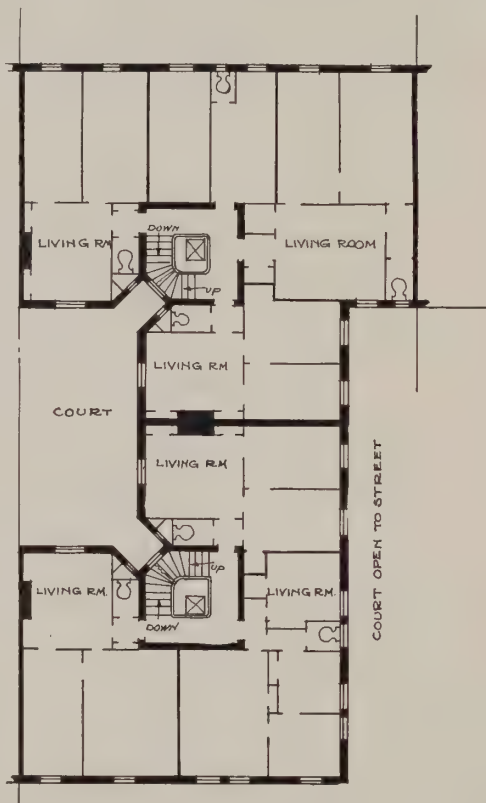 DOWN
LIVING RM
LIVING ROOM
UP
LIVING RM
COURT
LIVING RM
COURT OPEN TO STREET
UP
LIVING RM.
LIVING RM.
DOWN